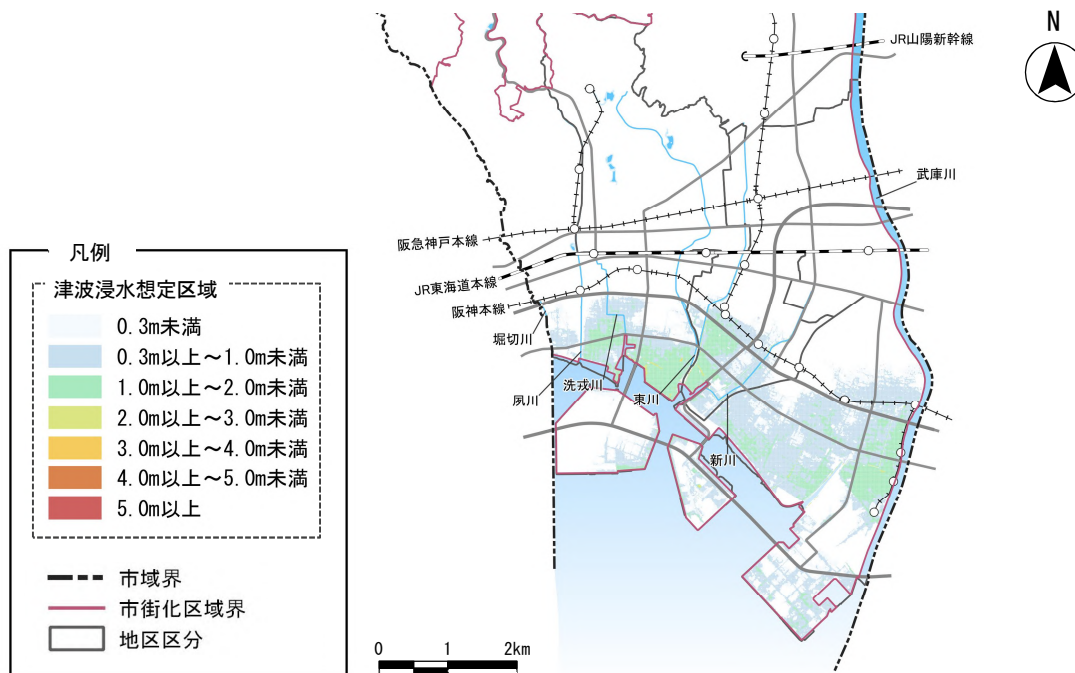 N
JR山陽新幹線
武庫川
阪急神戸本線
JR東海道本線
阪神本線
堀切川
夙川
洗戎川
東川
新川
凡例
津波浸水想定区域
0.3m未満
0.3m以上～1.0m未満
1.0m以上～2.0m未満
2.0m以上～3.0m未満
3.0m以上～4.0m未満
4.0m以上～5.0m未満
5.0m以上
市域界
市街化区域界
地区区分
0 1 2km